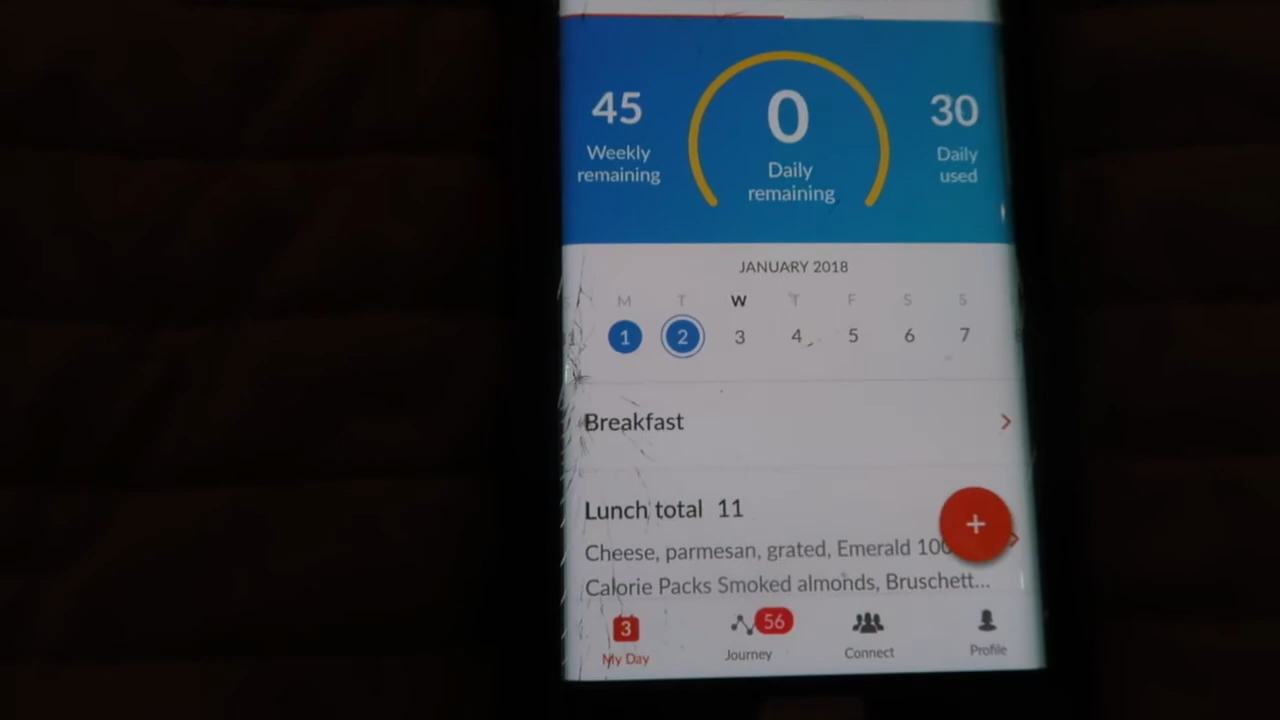 45 0 30
Weekly remaining Daily remaining Daily used
JANUARY 2018
M T W T F S S
1 2 3 4 5 6 7
Breakfast
Lunch total 11
Cheese, parmesan, grated, Emerald 100
Calorie Packs Smoked almonds, Bruschett...
3 56
My Day Journey Connect Profile